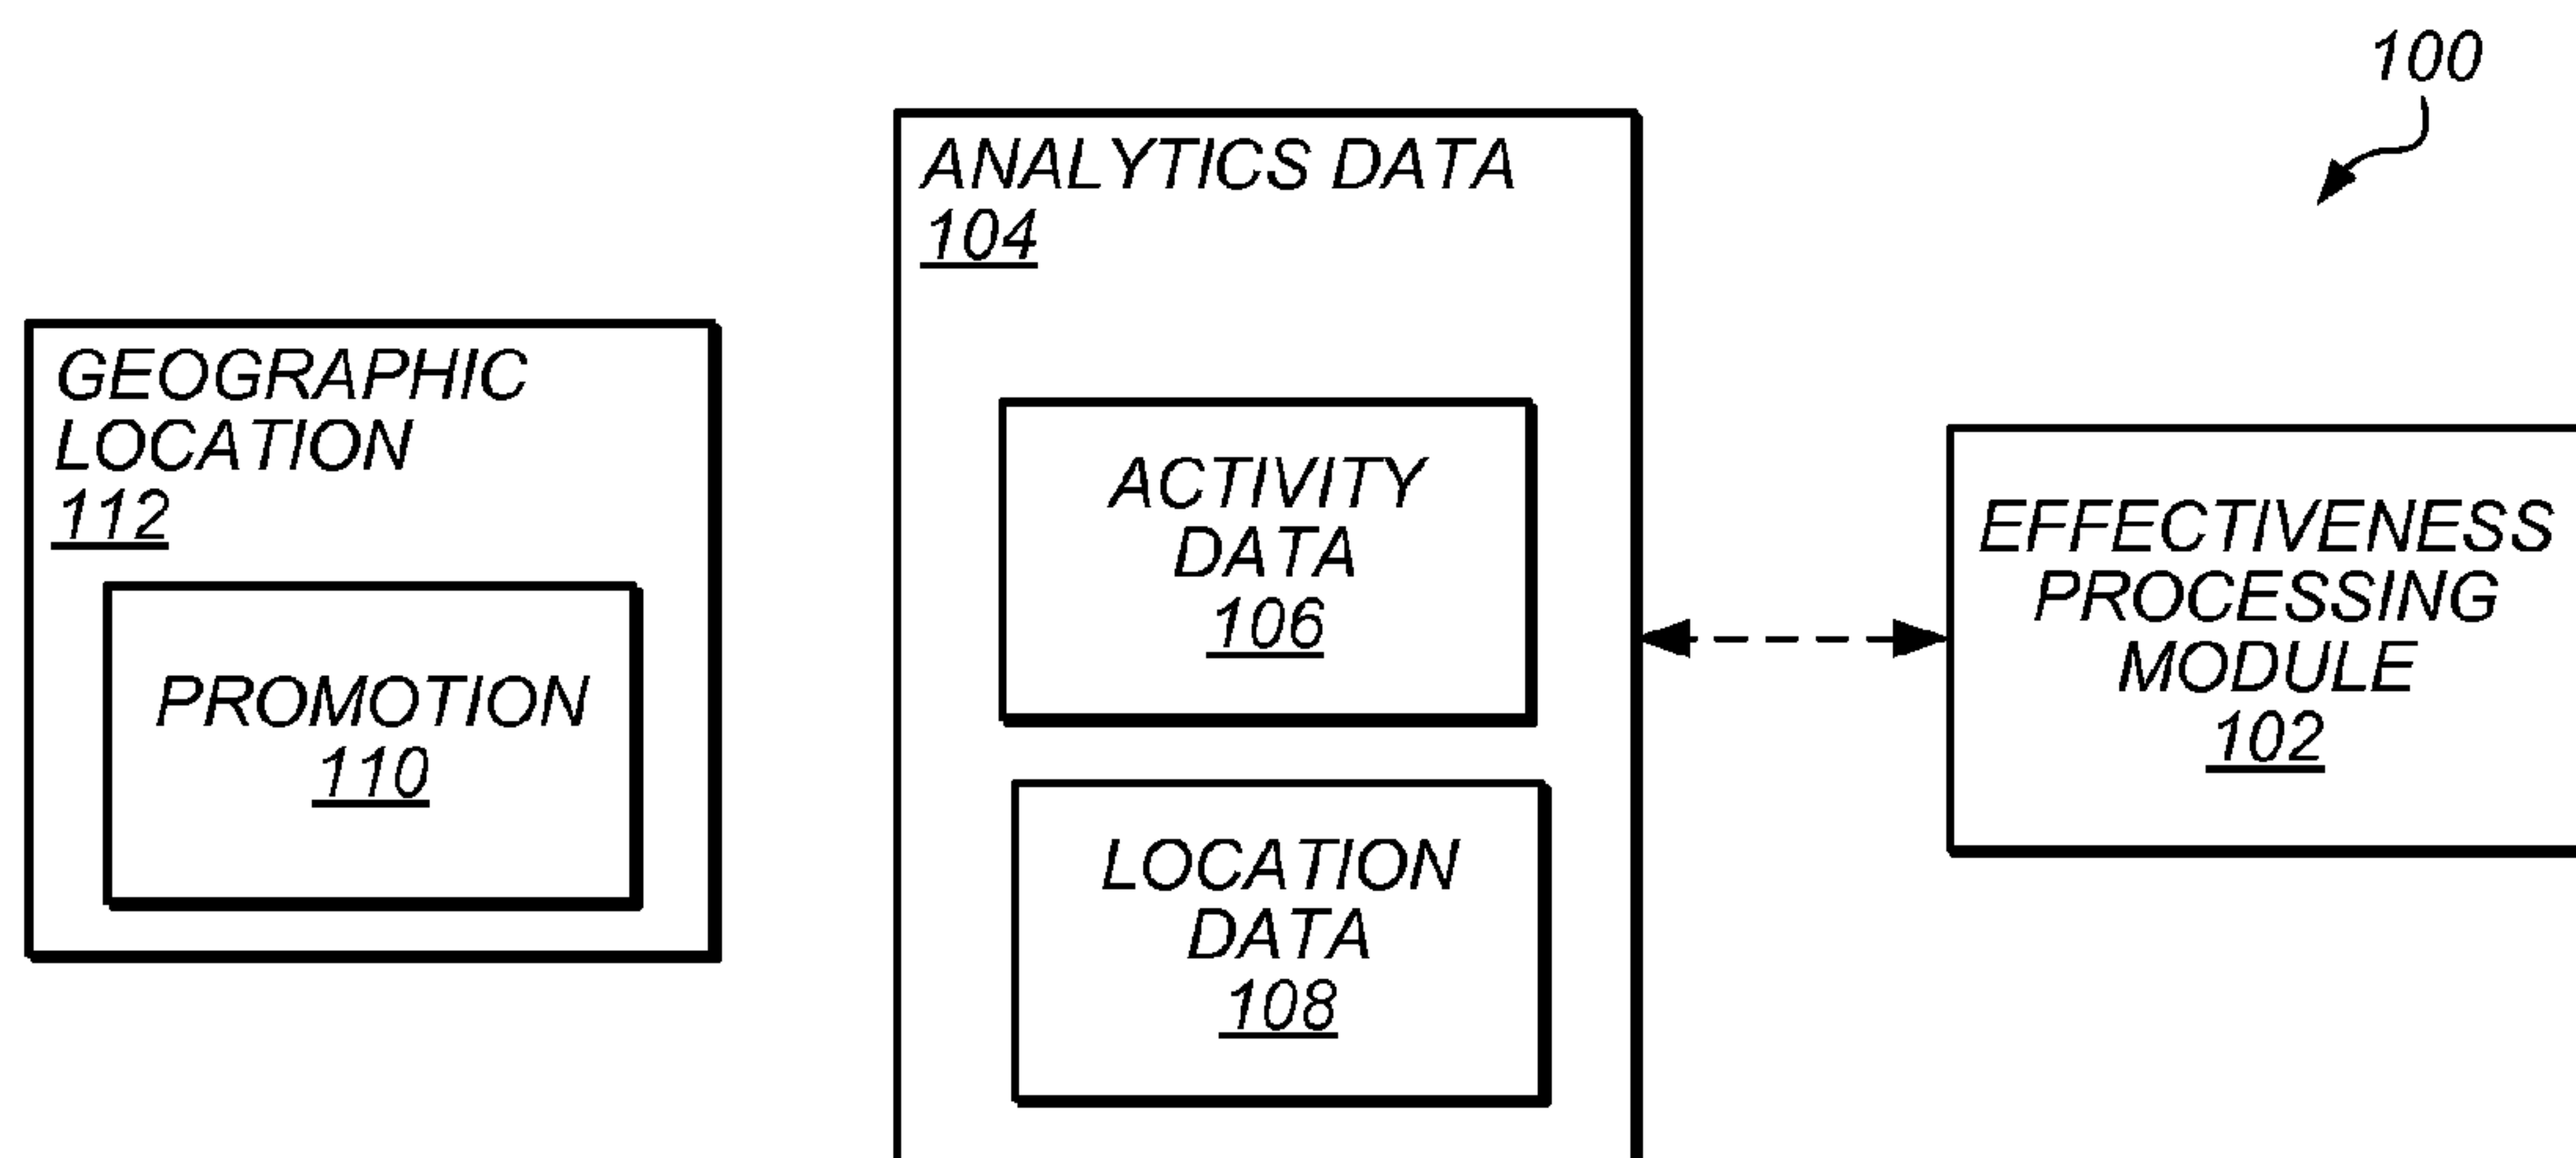 100
GEOGRAPHIC
LOCATION
112
PROMOTION
110
ANALYTICS DATA
104
ACTIVITY
DATA
106
LOCATION
DATA
108
EFFECTIVENESS
PROCESSING
MODULE
102